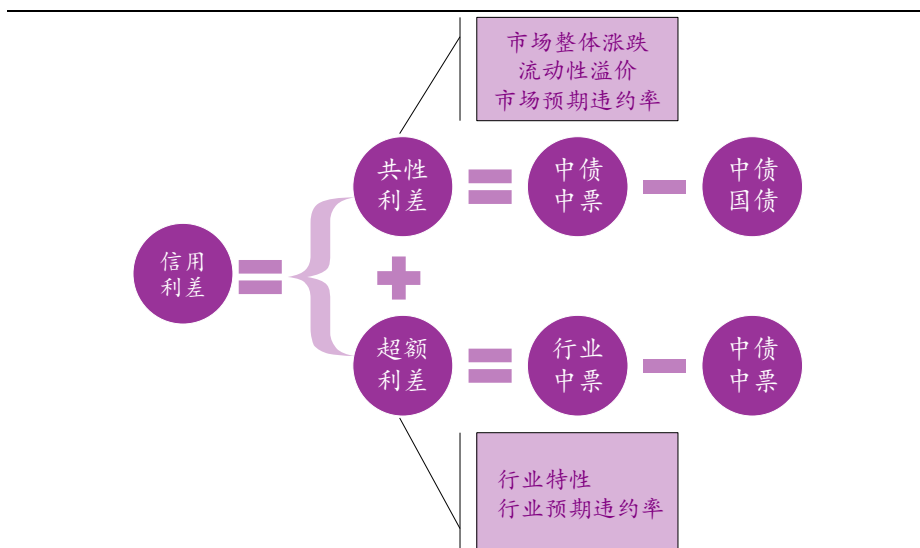 市场整体涨跌
流动性溢价
市场预期违约率
共性
利差
=
中债
中票
-
中债
国债
信用
利差
=
{
+
超额
利差
=
行业
中票
-
中债
中票
行业特性
行业预期违约率